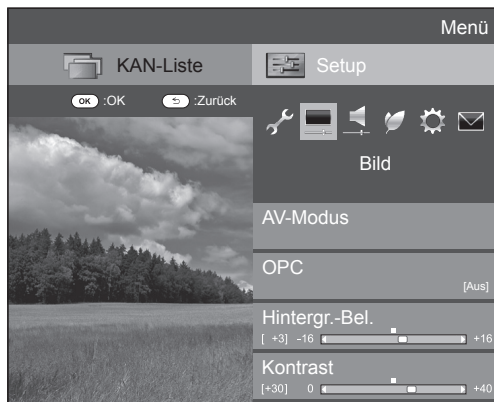 Menü
KAN-Liste
Setup
OK :OK :Zurück
Bild
AV-Modus
OPC
[Aus]
Hintergr.-Bel.
[ +3] -16 +16
Kontrast
[+30] 0 +40